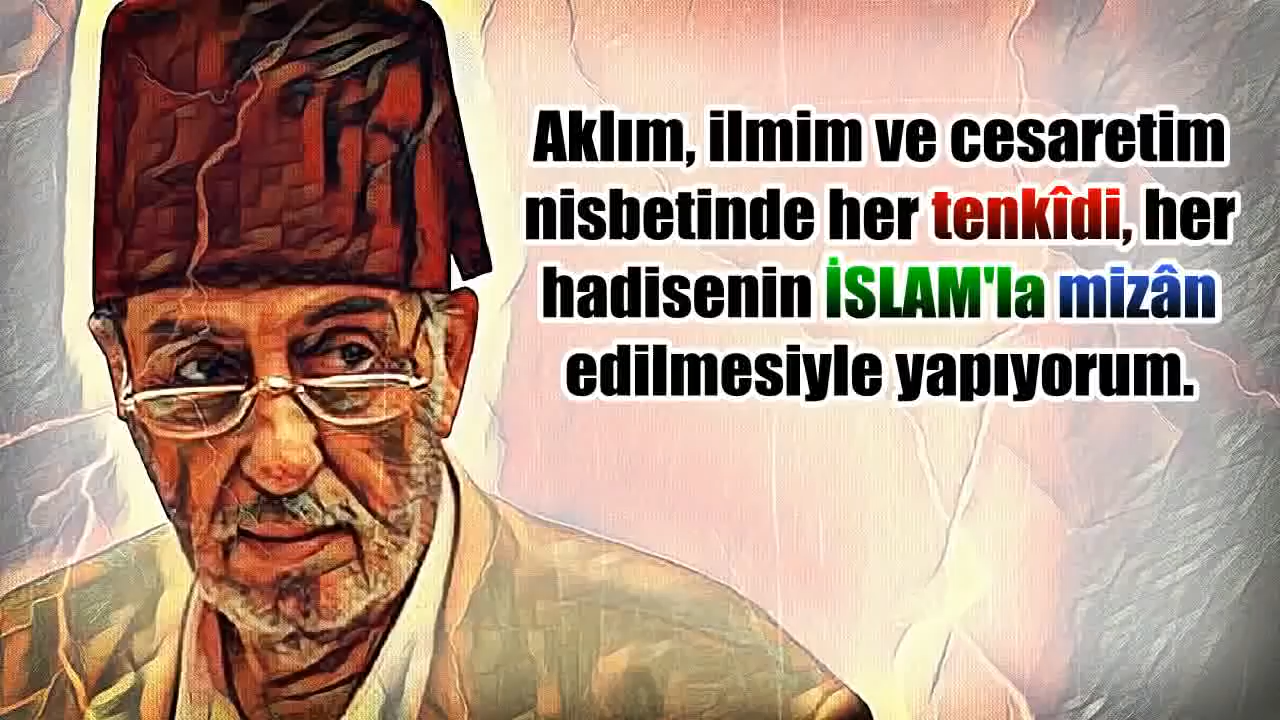 Aklım, ilmim ve cesaretim
nisbetinde her tenkîdi, her
hadisenin İSLAM'la mizân
edilmesiyle yapıyorum.